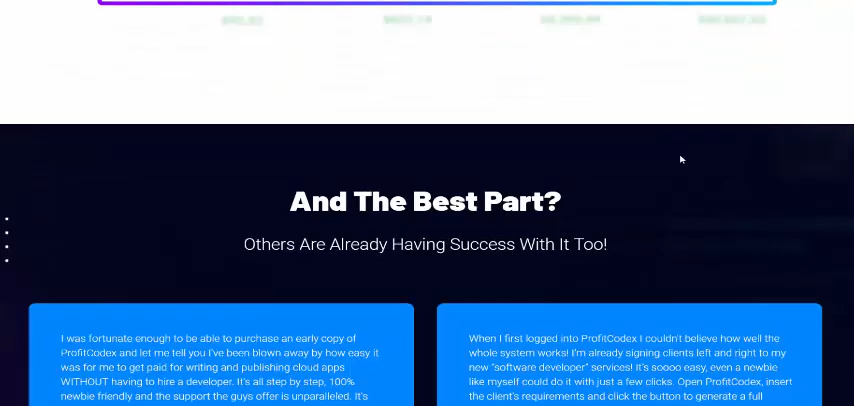 And The Best Part?
Others Are Already Having Success With It Too!
I was fortunate enough to be able to purchase an early copy of
ProfitCodex and let me tell you I've been blown away by how easy it
was for me to get paid for writing and publishing cloud apps
WITHOUT having to hire a developer. It's all step by step, 100%
newbie friendly and the support the guys offer is unparalleled. It's
When I first logged into ProfitCodex I couldn't believe how well the
whole system works! I'm already signing clients left and right to my
new "software developer" services! It's soooo easy, even a newbie
like myself could do it with just a few clicks. Open ProfitCodex, insert
the client's requirements and click the button to generate a full